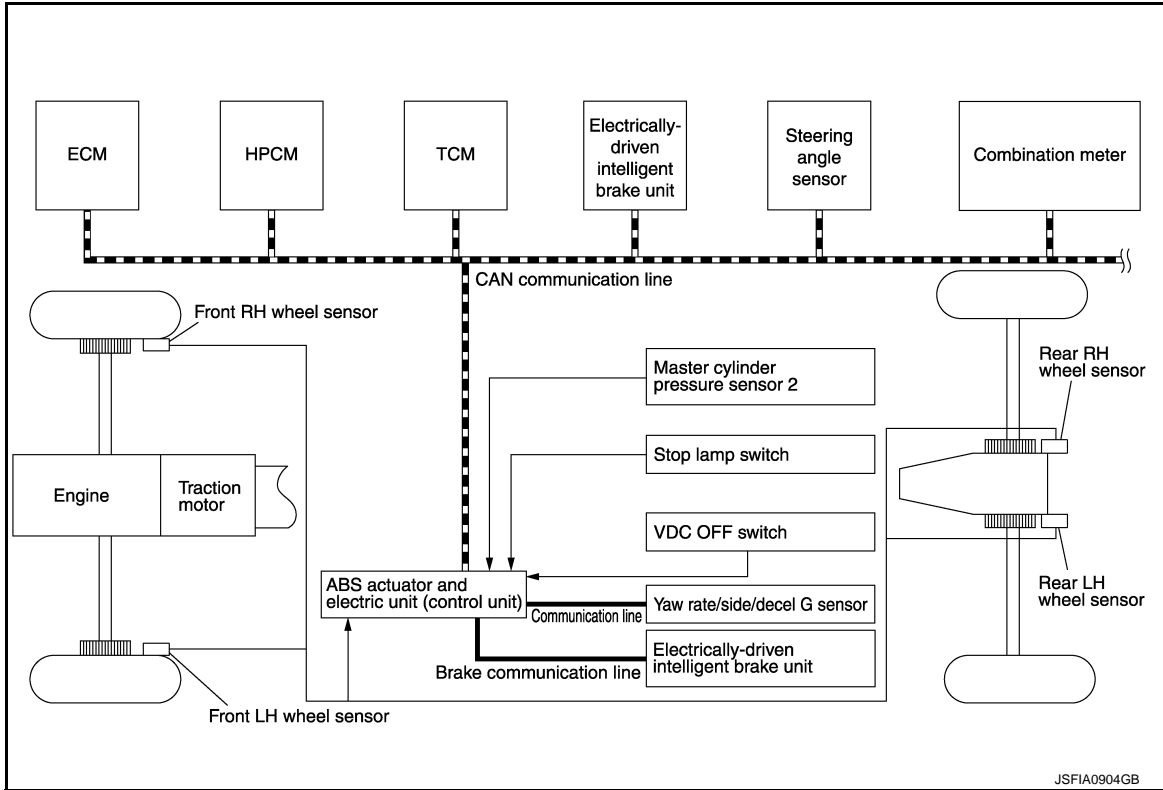 ECM
HPCM
TCM
Electrically-
driven
intelligent
brake unit
Steering
angle
sensor
Combination meter
CAN communication line
Front RH wheel sensor
Rear RH
wheel sensor
Master cylinder
pressure sensor 2
Stop lamp switch
Engine
Traction
motor
VDC OFF switch
ABS actuator and
electric unit (control unit)
Communication line
Yaw rate/side/decel G sensor
Rear LH
wheel sensor
Brake communication line
Electrically-driven
intelligent brake unit
Front LH wheel sensor
JSFIA0904GB